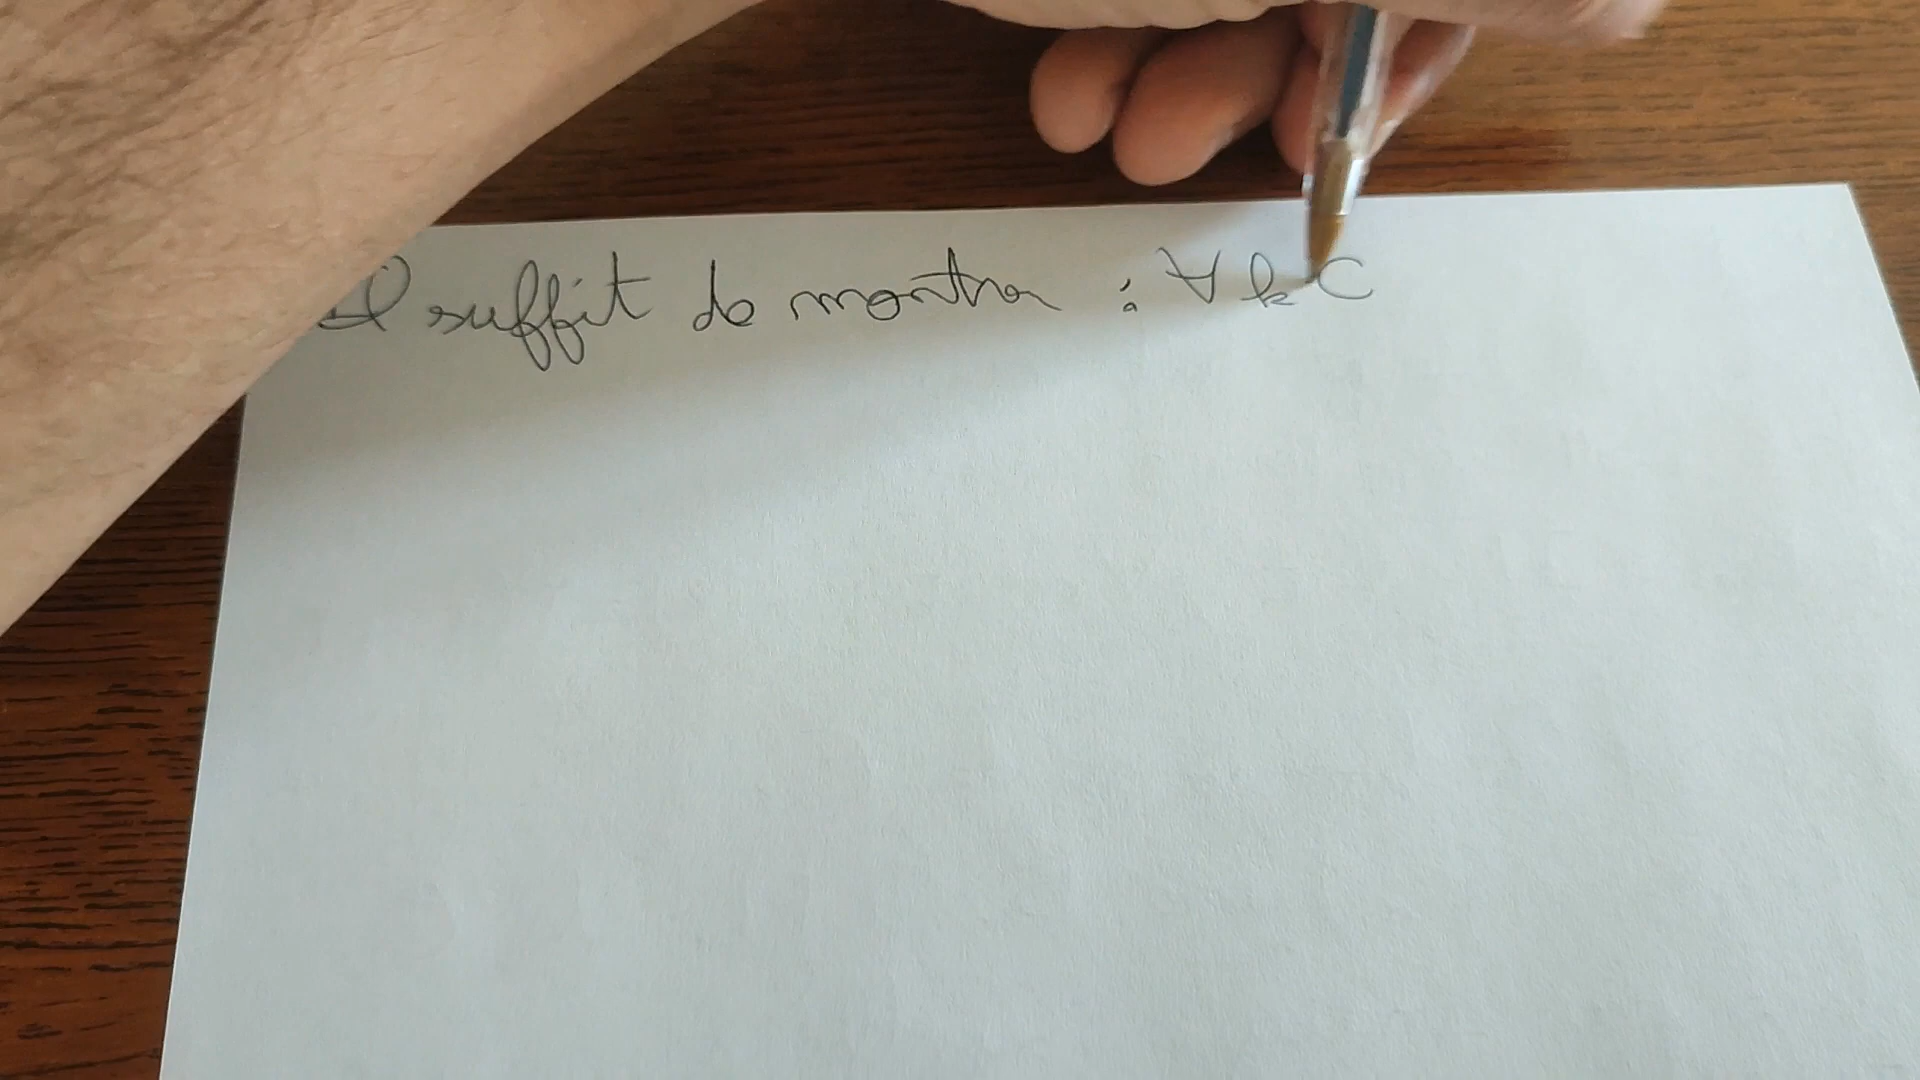 Il suffit de montrer : ∀ k C